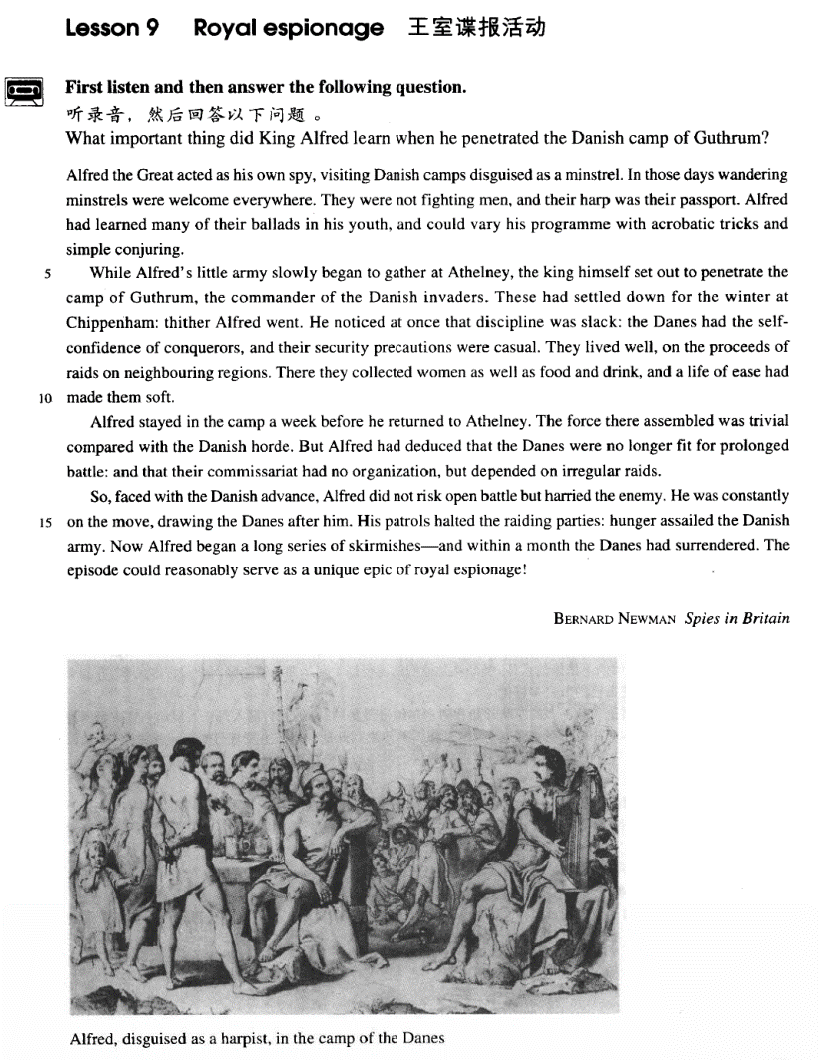 Lesson 9 Royal espionage 王室谍报活动
First listen and then answer the following question.
听录音，然后回答以下问题。
What important thing did King Alfred learn when he penetrated the Danish camp of Guthrum?
Alfred the Great acted as his own spy, visiting Danish camps disguised as a minstrel. In those days wandering
minstrels were welcome everywhere. They were not fighting men, and their harp was their passport. Alfred
had learned many of their ballads in his youth, and could vary his programme with acrobatic tricks and
simple conjuring.
5 While Alfred's little army slowly began to gather at Athelney, the king himself set out to penetrate the
camp of Guthrum, the commander of the Danish invaders. These had settled down for the winter at
Chippenham: thither Alfred went. He noticed at once that discipline was slack: the Danes had the self-
confidence of conquerors, and their security precautions were casual. They lived well, on the proceeds of
raids on neighbouring regions. There they collected women as well as food and drink, and a life of ease had
10 made them soft.
Alfred stayed in the camp a week before he returned to Athelney. The force there assembled was trivial
compared with the Danish horde. But Alfred had deduced that the Danes were no longer fit for prolonged
battle: and that their commissariat had no organization, but depended on irregular raids.
So, faced with the Danish advance, Alfred did not risk open battle but harried the enemy. He was constantly
15 on the move, drawing the Danes after him. His patrols halted the raiding parties: hunger assailed the Danish
army. Now Alfred began a long series of skirmishes—and within a month the Danes had surrendered. The
episode could reasonably serve as a unique epic of royal espionage!
BERNARD NEWMAN Spies in Britain
Alfred, disguised as a harpist, in the camp of the Danes